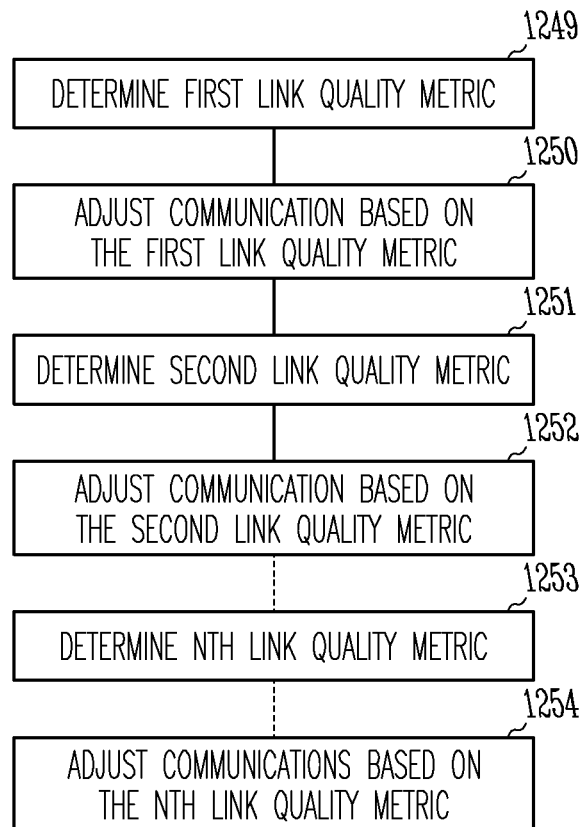 1249
DETERMINE FIRST LINK QUALITY METRIC
1250
ADJUST COMMUNICATION BASED ON
THE FIRST LINK QUALITY METRIC
1251
DETERMINE SECOND LINK QUALITY METRIC
1252
ADJUST COMMUNICATION BASED ON
THE SECOND LINK QUALITY METRIC
1253
DETERMINE NTH LINK QUALITY METRIC
1254
ADJUST COMMUNICATIONS BASED ON
THE NTH LINK QUALITY METRIC